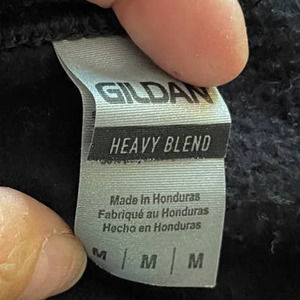 GILDAN
HEAVY BLEND
Made in Honduras
Fabriqué au Honduras
Hecho en Honduras
M | M | M